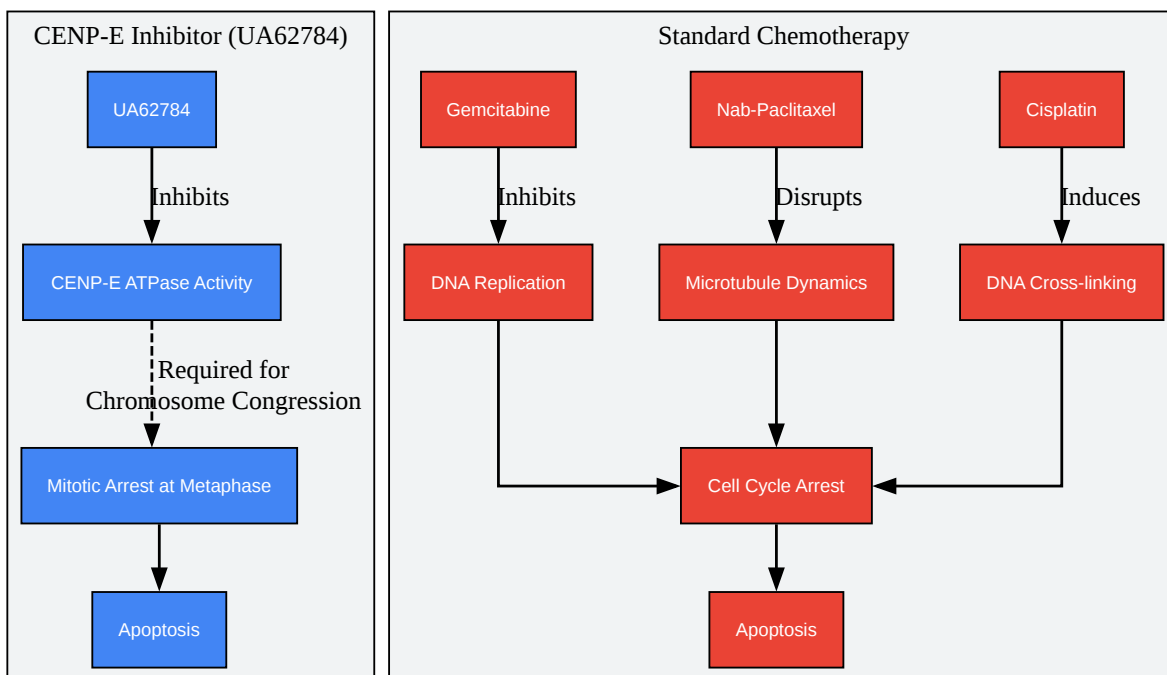 CENP-E Inhibitor (UA62784)
UA62784
Inhibits
CENP-E ATPase Activity
Required for
Chromosome Congression
Mitotic Arrest at Metaphase
Apoptosis
Standard Chemotherapy
Gemcitabine
Nab-Paclitaxel
Cisplatin
Inhibits
Disrupts
Induces
DNA Replication
Microtubule Dynamics
DNA Cross-linking
Cell Cycle Arrest
Apoptosis